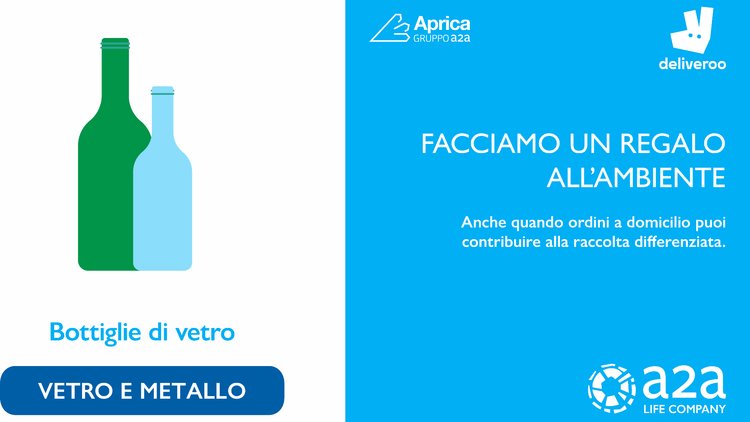 Bottiglie di vetro
VETRO E METALLO
Aprica
GRUPPO a2a
deliveroo
FACCIAMO UN REGALO
ALL'AMBIENTE
Anche quando ordini a domicilio puoi
contribuire alla raccolta differenziata.
a2a
LIFE COMPANY